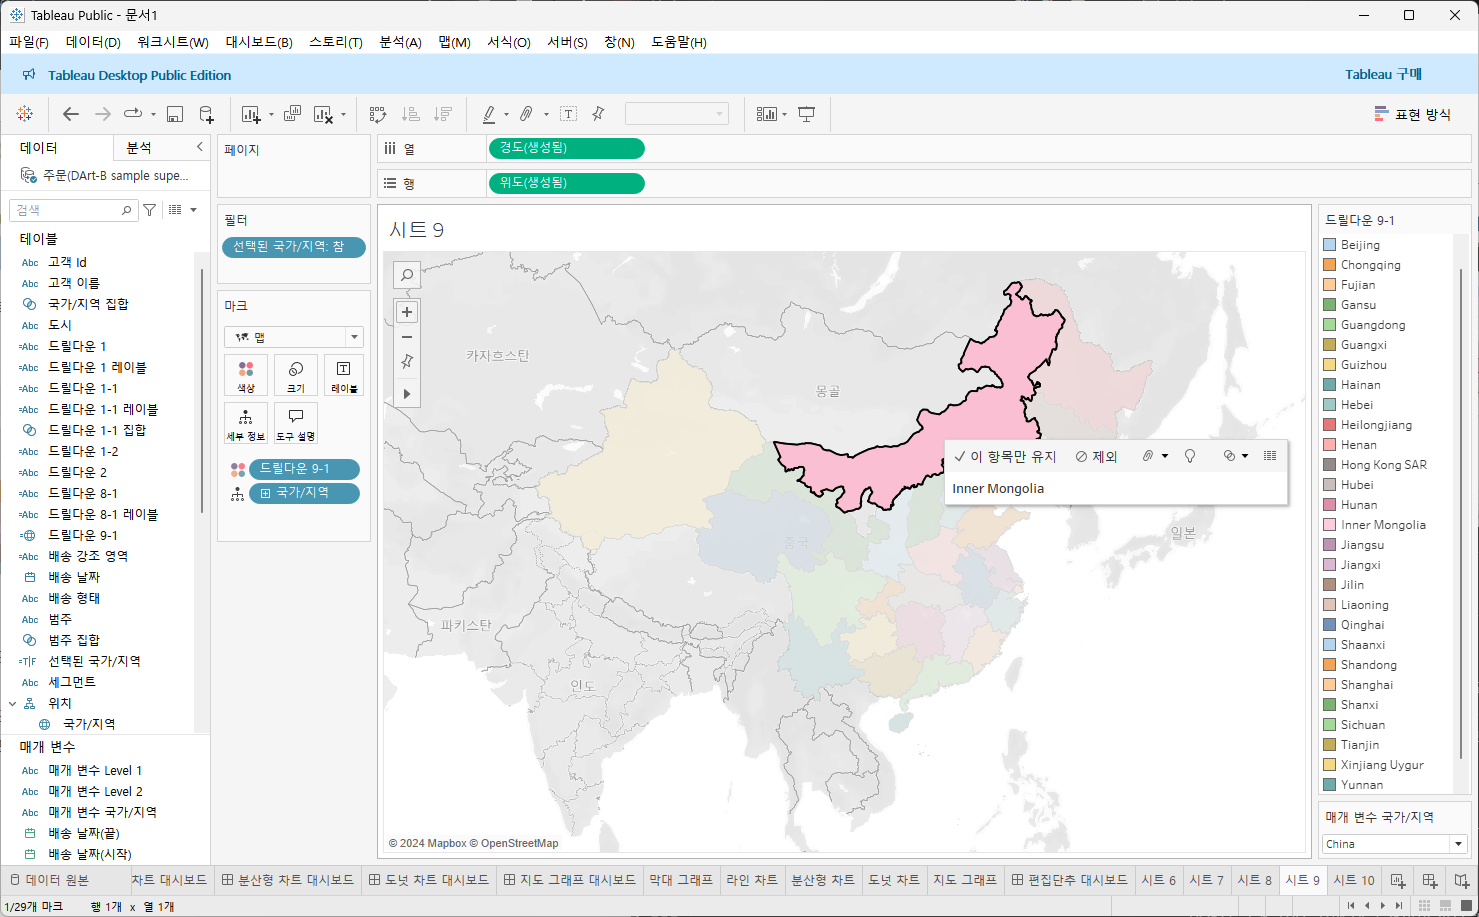 Tableau Public - 문서1
파일(F) 데이터(D) 워크시트(W) 대시보드(B) 스토리(T) 분석(A) 맵(M) 서식(O) 서버(S) 창(N) 도움말(H)
Tableau Desktop Public Edition
Tableau 구매
표현 방식
데이터
분석
주문(DArt-B sample supe...
검색
테이블
Abc 고객 Id
Abc 고객 이름
국가/지역 집합
Abc 도시
=Abc 드릴다운 1
=Abc 드릴다운 1 레이블
=Abc 드릴다운 1-1
=Abc 드릴다운 1-1 레이블
드릴다운 1-1 집합
=Abc 드릴다운 1-2
=Abc 드릴다운 2
=Abc 드릴다운 8-1
=Abc 드릴다운 8-1 레이블
드릴다운 9-1
=Abc 배송 강조 영역
배송 날짜
Abc 배송 형태
Abc 범주
범주 집합
=T|F 선택된 국가/지역
Abc 세그먼트
위치
국가/지역
매개 변수
Abc 매개 변수 Level 1
Abc 매개 변수 Level 2
Abc 매개 변수 국가/지역
배송 날짜(끝)
배송 날짜(시작)
페이지
필터
선택된 국가/지역: 참
마크
맵
색상
크기
레이블
세부 정보
도구 설명
드릴다운 9-1
국가/지역
열
경도(생성됨)
행
위도(생성됨)
시트 9
카자흐스탄
몽골
중국
일본
파키스탄
인도
이 항목만 유지
제외
Inner Mongolia
© 2024 Mapbox © OpenStreetMap
드릴다운 9-1
Beijing
Chongqing
Fujian
Gansu
Guangdong
Guangxi
Guizhou
Hainan
Hebei
Heilongjiang
Henan
Hong Kong SAR
Hubei
Hunan
Inner Mongolia
Jiangsu
Jiangxi
Jilin
Liaoning
Qinghai
Shaanxi
Shandong
Shanghai
Shanxi
Sichuan
Tianjin
Xinjiang Uygur
Yunnan
매개 변수 국가/지역
China
데이터 원본
차트 대시보드
분산형 차트 대시보드
도넛 차트 대시보드
지도 그래프 대시보드
막대 그래프
라인 차트
분산형 차트
도넛 차트
지도 그래프
편집단추 대시보드
시트 6
시트 7
시트 8
시트 9
시트 10
1/29개 마크
행 1개 x 열 1개